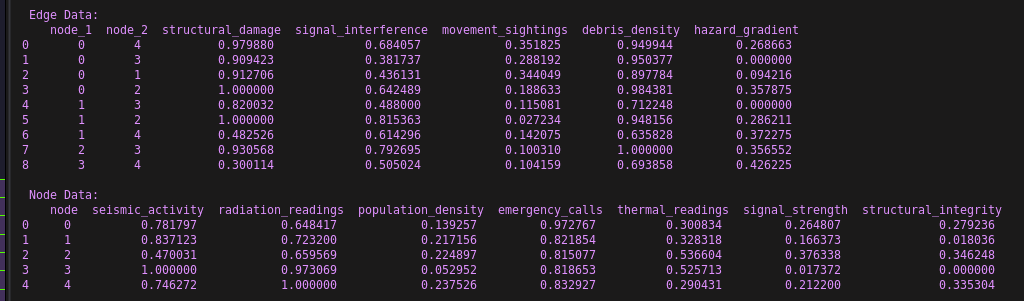 Edge Data:
node_1 node_2 structural_damage signal_interference movement_sightings debris_density hazard_gradient
0 0 4 0.979880 0.684057 0.351825 0.949944 0.268663
1 0 3 0.909423 0.381737 0.288192 0.950377 0.000000
2 0 1 0.912706 0.436131 0.344049 0.897784 0.094216
3 0 2 1.000000 0.642489 0.188633 0.984381 0.357875
4 1 3 0.820032 0.488000 0.115081 0.712248 0.000000
5 1 2 1.000000 0.815363 0.027234 0.948156 0.286211
6 1 4 0.482526 0.614296 0.142075 0.635828 0.372275
7 2 3 0.930568 0.792695 0.100310 1.000000 0.356552
8 3 4 0.300114 0.505024 0.104159 0.693858 0.426225
Node Data:
node seismic_activity radiation_readings population_density emergency_calls thermal_readings signal_strength structural_integrity
0 0 0.781797 0.648417 0.139257 0.972767 0.300834 0.264807 0.279236
1 1 0.837123 0.723200 0.217156 0.821854 0.328318 0.166373 0.018036
2 2 0.470031 0.659569 0.224897 0.815077 0.536604 0.376338 0.346248
3 3 1.000000 0.973069 0.052952 0.818653 0.525713 0.017372 0.000000
4 4 0.746272 1.000000 0.237526 0.832927 0.290431 0.212200 0.335304